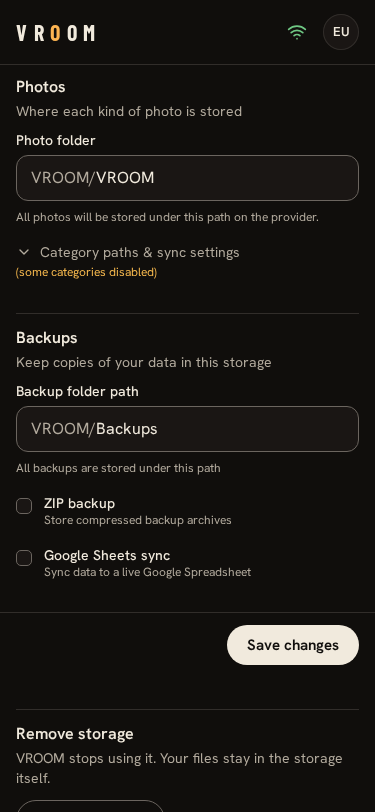 VROOM
EU
Photos
Where each kind of photo is stored
Photo folder
VROOM/VROOM
All photos will be stored under this path on the provider.
Category paths & sync settings
(some categories disabled)
Backups
Keep copies of your data in this storage
Backup folder path
VROOM/Backups
All backups are stored under this path
ZIP backup
Store compressed backup archives
Google Sheets sync
Sync data to a live Google Spreadsheet
Save changes
Remove storage
VROOM stops using it. Your files stay in the storage
itself.